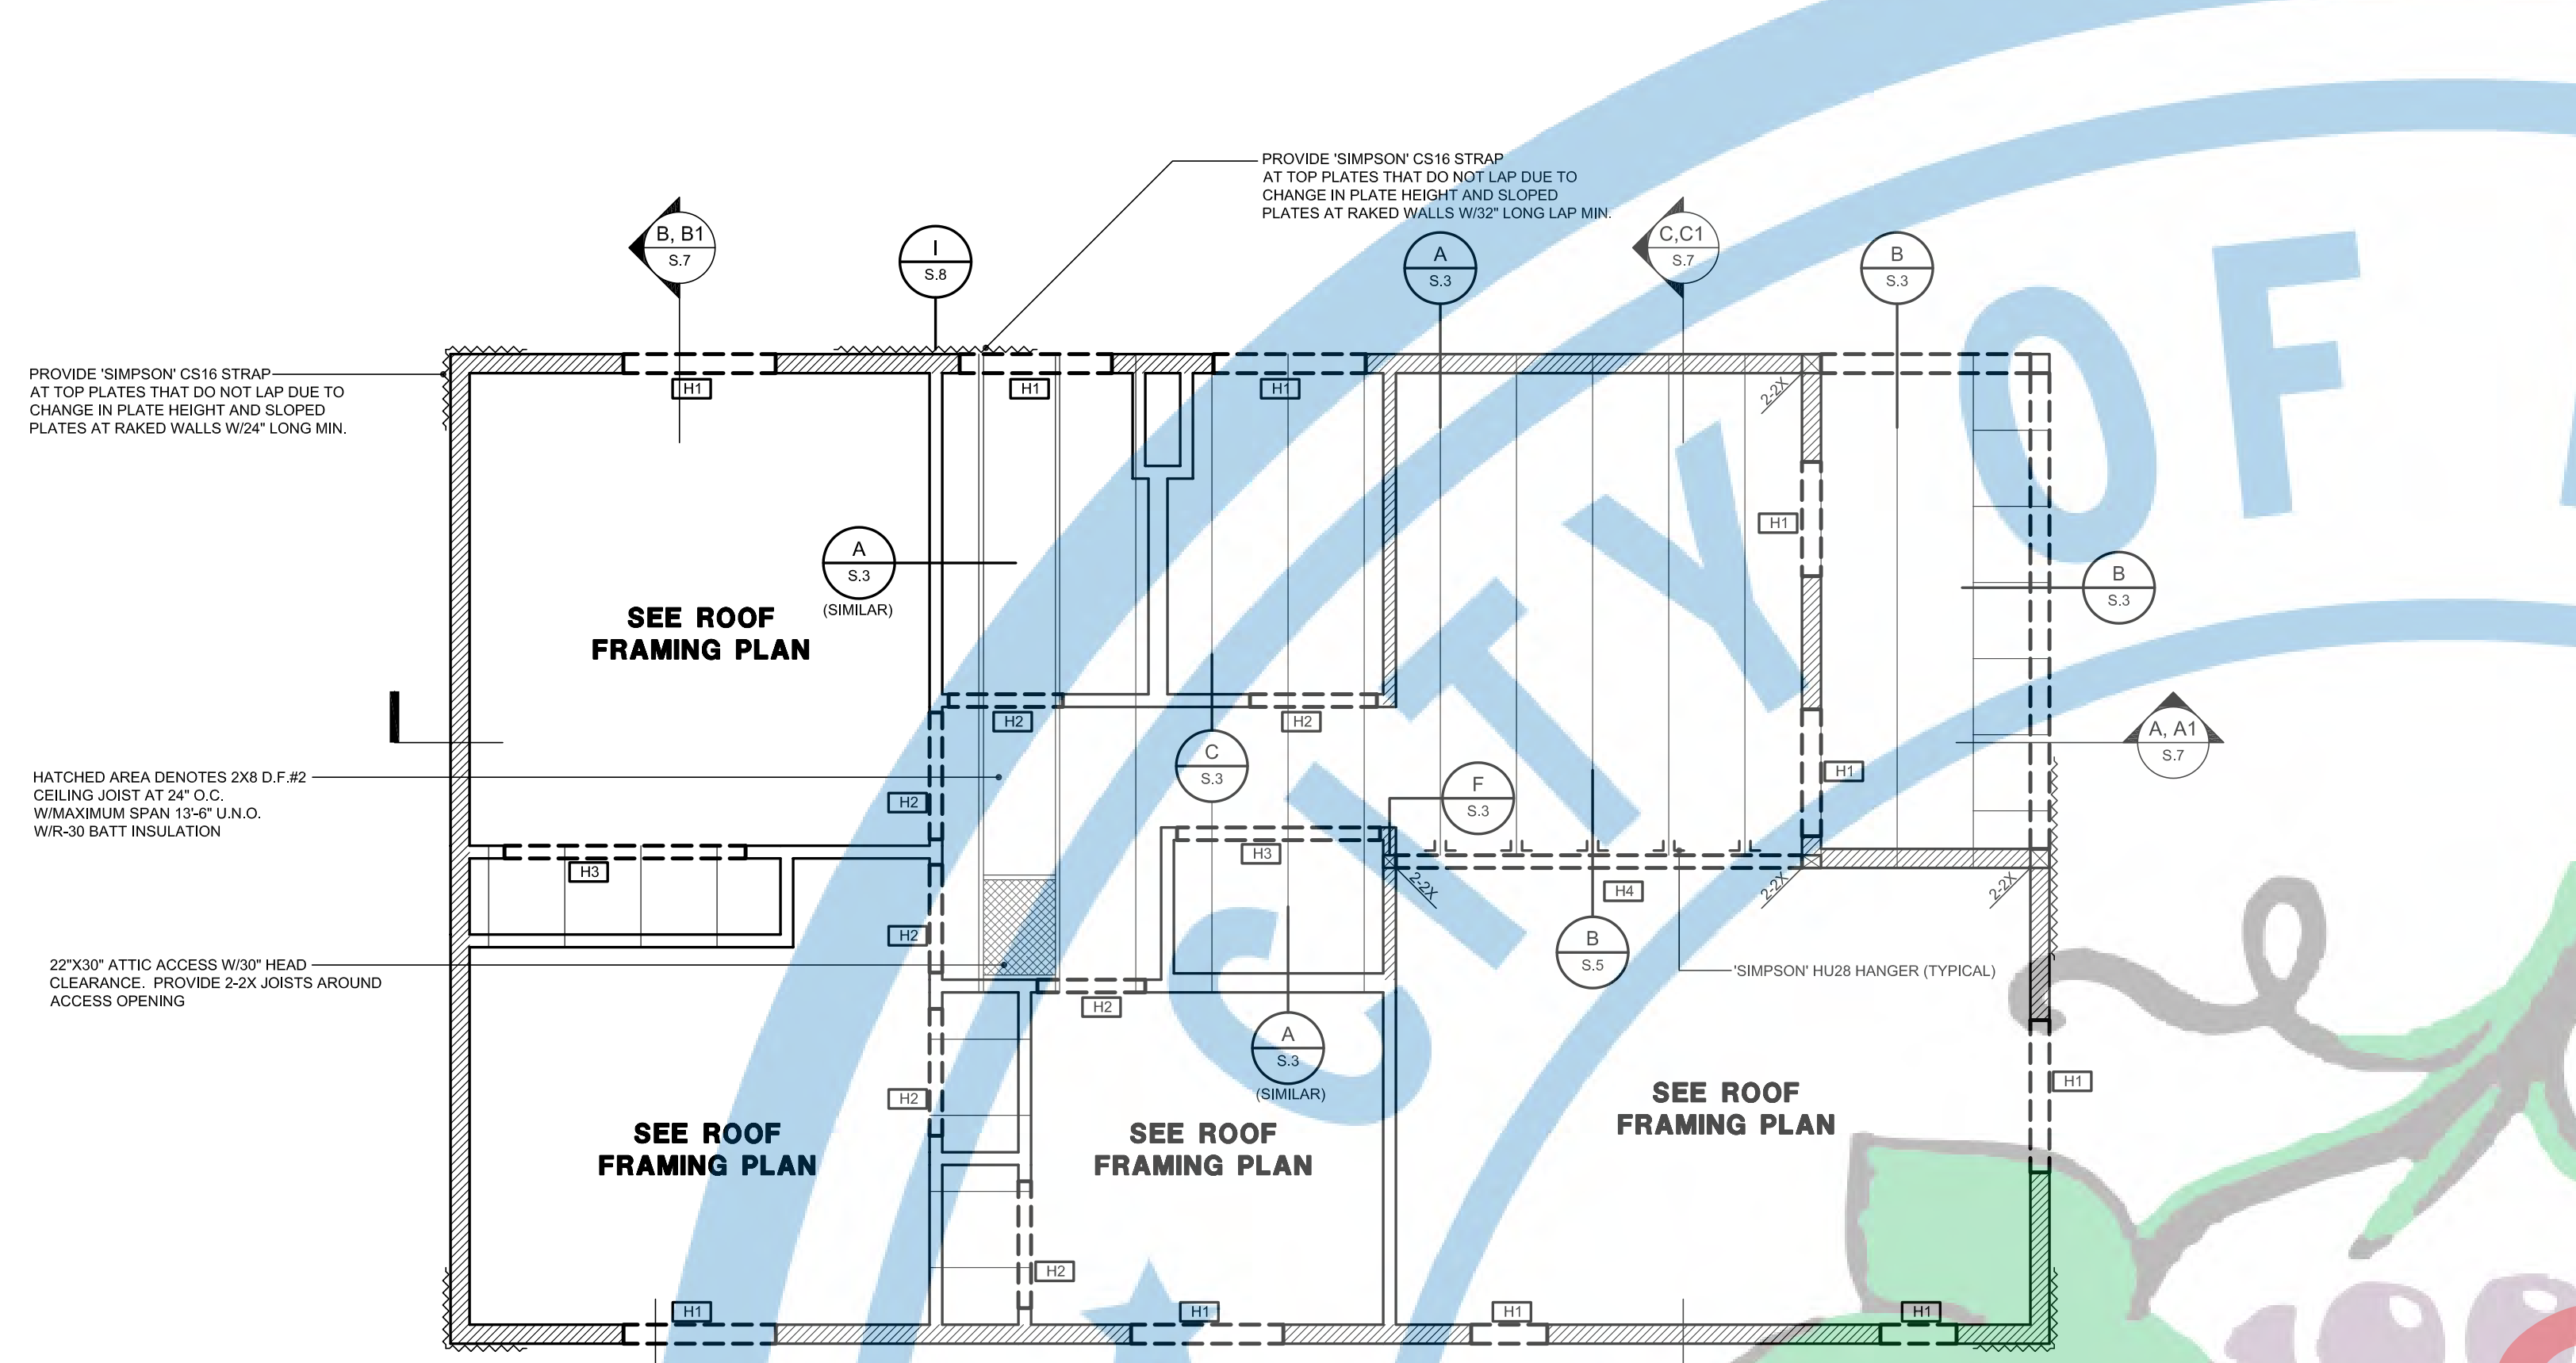 PROVIDE 'SIMPSON' CS16 STRAP
AT TOP PLATES THAT DO NOT LAP DUE TO
CHANGE IN PLATE HEIGHT AND SLOPED
PLATES AT RAKED WALLS W/32" LONG LAP MIN.
B, B1
S.7
I
S.8
A
S.3
C,C1
S.7
B
S.3
PROVIDE 'SIMPSON' CS16 STRAP
AT TOP PLATES THAT DO NOT LAP DUE TO
CHANGE IN PLATE HEIGHT AND SLOPED
PLATES AT RAKED WALLS W/24" LONG MIN.
H1
H1
H1
2-2X
H1
A
S.3
(SIMILAR)
B
S.3
SEE ROOF
FRAMING PLAN
H2
H2
C
S.3
A, A1
S.7
HATCHED AREA DENOTES 2X8 D.F.#2
CEILING JOIST AT 24" O.C.
W/MAXIMUM SPAN 13'-6" U.N.O.
W/R-30 BATT INSULATION
H2
F
S.3
H1
H3
H3
2-2X
H4
2-2X
2-2X
H2
B
S.5
22"X30" ATTIC ACCESS W/30" HEAD
CLEARANCE. PROVIDE 2-2X JOISTS AROUND
ACCESS OPENING
'SIMPSON' HU28 HANGER (TYPICAL)
H2
A
S.3
(SIMILAR)
H2
H1
SEE ROOF
FRAMING PLAN
SEE ROOF
FRAMING PLAN
SEE ROOF
FRAMING PLAN
H2
H1
H1
H1
H1
CITY OF